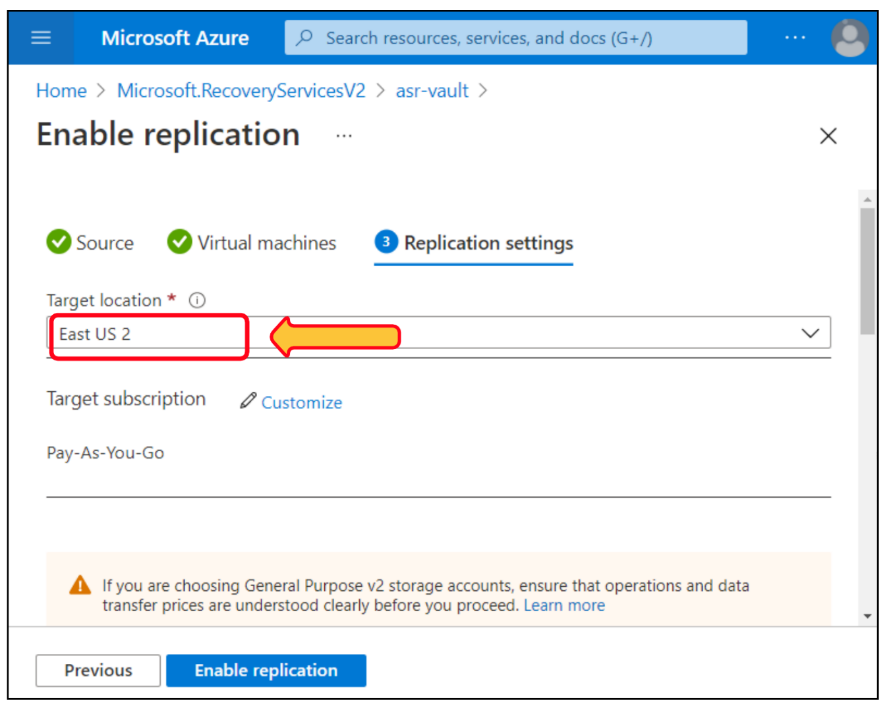 Microsoft Azure
Search resources, services, and docs (G+/)
...
Home > Microsoft.RecoveryServicesV2 > asr-vault >
Enable replication ...
Source
Virtual machines
3 Replication settings
Target location *
East US 2
Target subscription
Customize
Pay-As-You-Go
If you are choosing General Purpose v2 storage accounts, ensure that operations and data
transfer prices are understood clearly before you proceed. Learn more
Previous
Enable replication